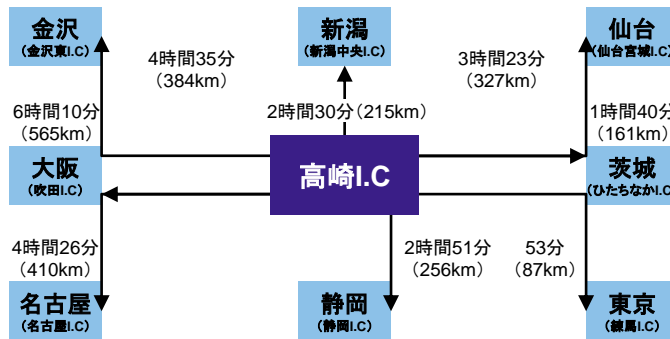 金沢
(金沢東I.C)
新潟
(新潟中央I.C)
仙台
(仙台宮城I.C)
4時間35分
(384km)
3時間23分
(327km)
6時間10分
(565km)
2時間30分(215km)
1時間40分
(161km)
大阪
(吹田I.C)
高崎I.C
茨城
(ひたちなかI.C)
4時間26分
(410km)
2時間51分
(256km)
53分
(87km)
名古屋
(名古屋I.C)
静岡
(静岡I.C)
東京
(練馬I.C)